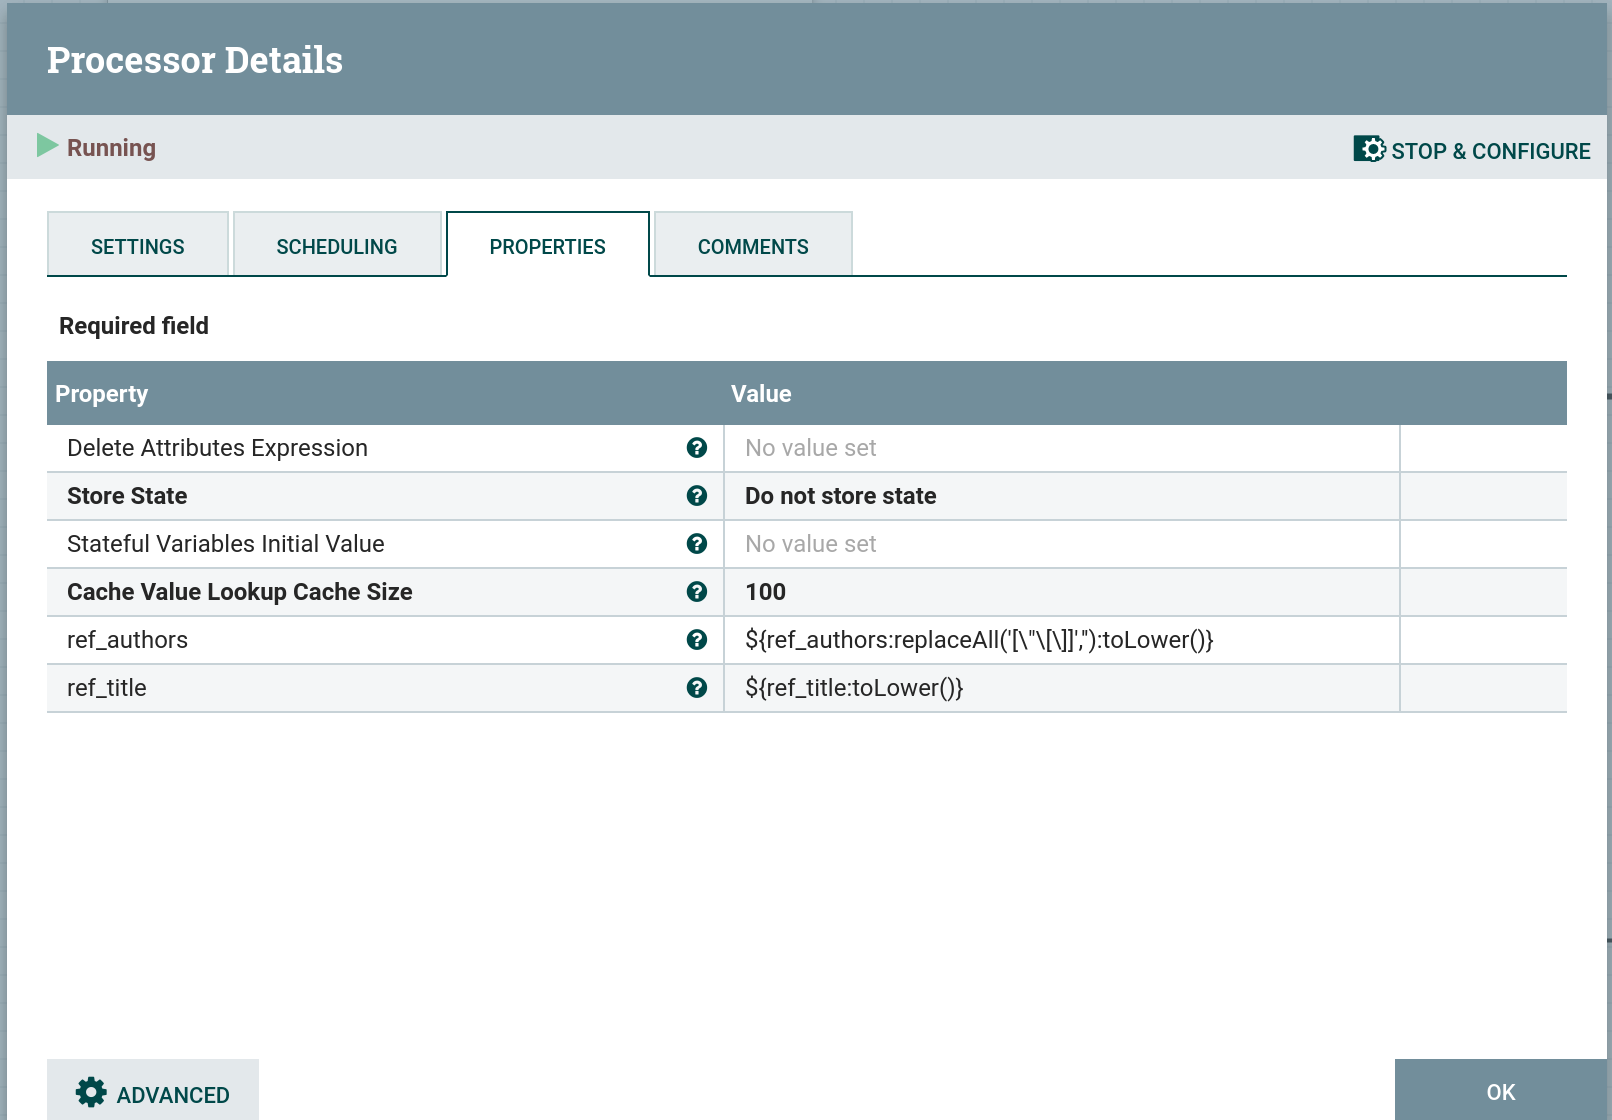 Processor Details
Running
STOP & CONFIGURE
SETTINGS SCHEDULING PROPERTIES COMMENTS
Required field
Property Value
Delete Attributes Expression ? No value set
Store State ? Do not store state
Stateful Variables Initial Value ? No value set
Cache Value Lookup Cache Size ? 100
ref_authors ? ${ref_authors:replaceAll('[\"\[\]]',''):toLower()}
ref_title ? ${ref_title:toLower()}
ADVANCED
OK